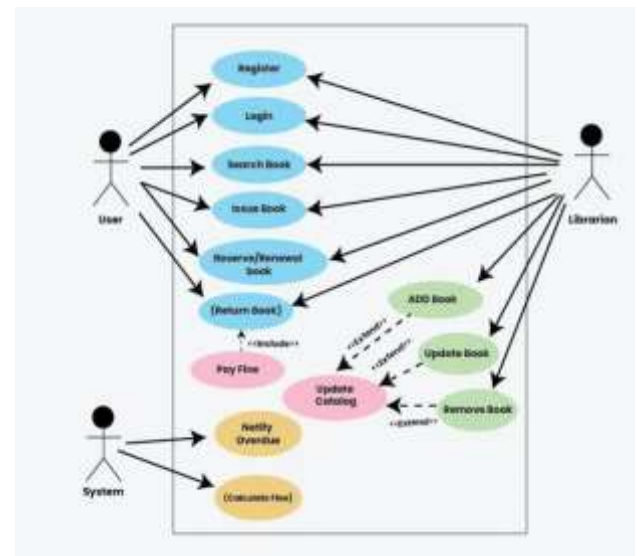 Register
Login
Search Book
Issue Book
Reserve/Renewal
book
(Return Book)
<<Include>>
Pay Fine
User
Librarian
ADD Book
<<Extend>>
Update Book
<<Extend>>
Update
Catalog
Remove Book
<<Extend>>
Notify
Overdue
System
(Calculate Fine)